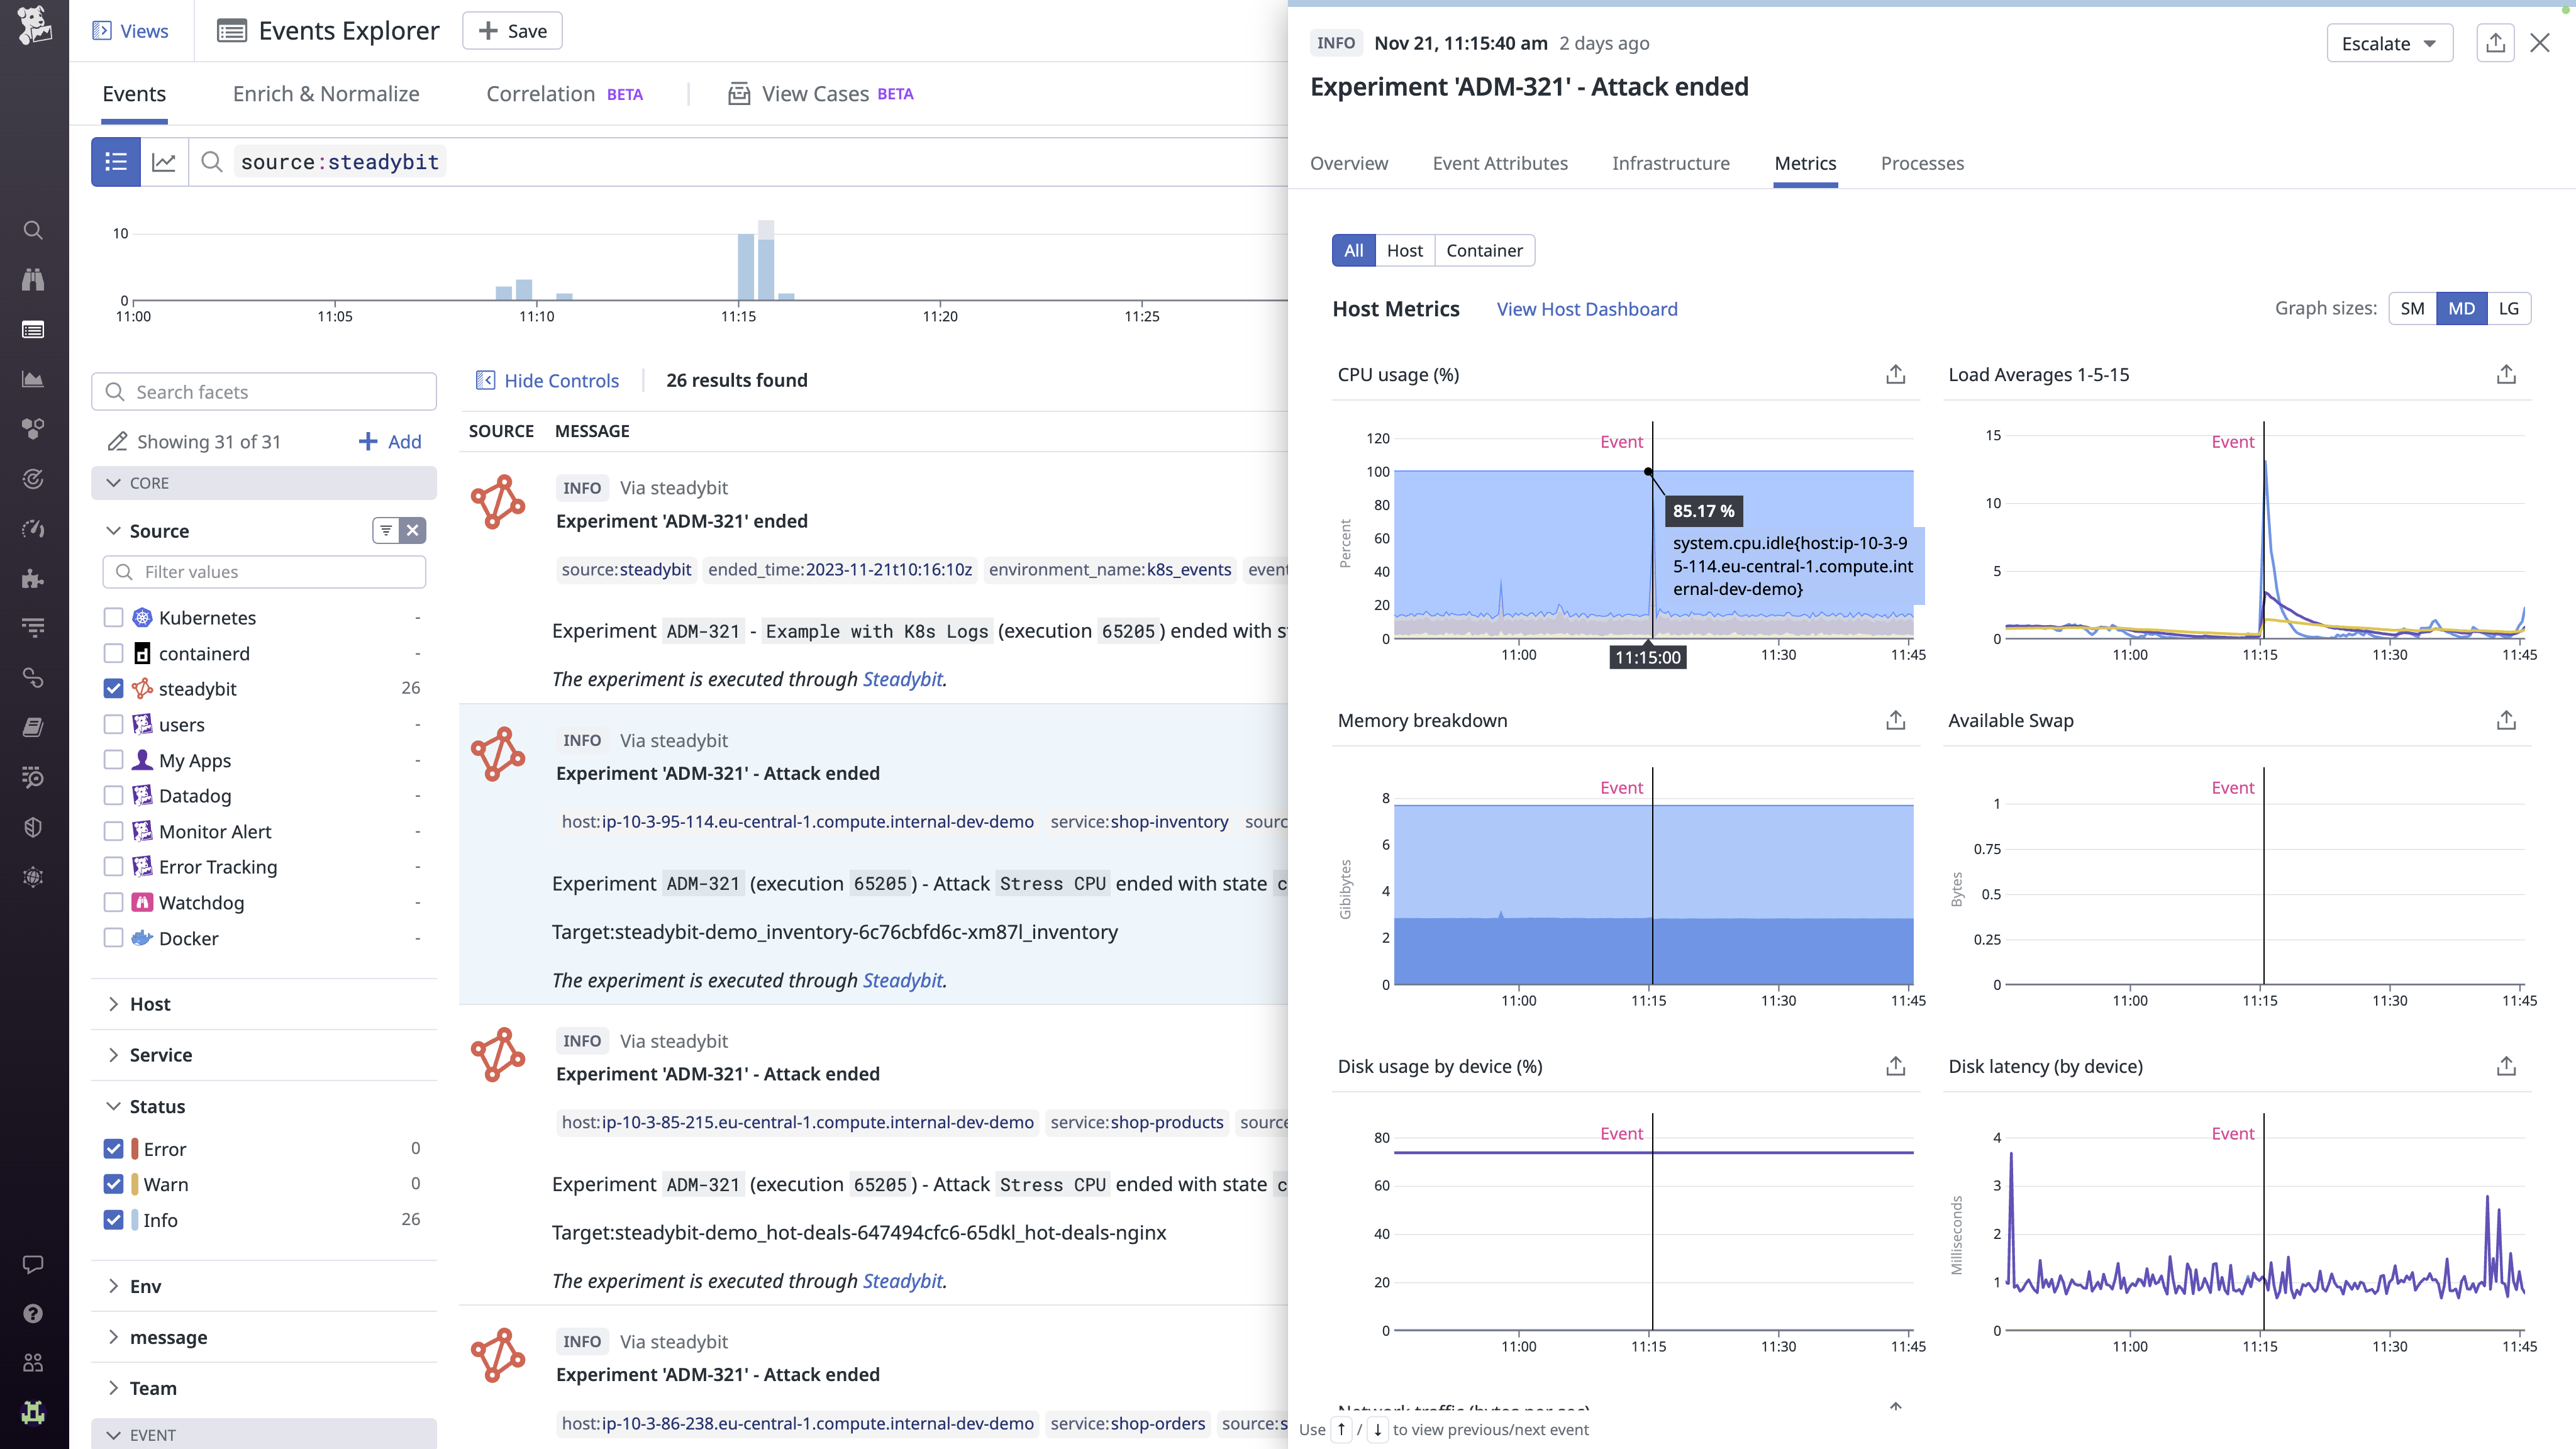 Views
Events Explorer
Save
Events
Enrich & Normalize
Correlation BETA
View Cases BETA
source:steadybit
10
0
11:00 11:05 11:10 11:15 11:20 11:25
Search facets
Showing 31 of 31
Add
CORE
Source
Filter values
Kubernetes -
containerd -
steadybit 26
users -
My Apps -
Datadog -
Monitor Alert -
Error Tracking -
Watchdog -
Docker -
Host
Service
Status
Error 0
Warn 0
Info 26
Env
message
Team
EVENT
Hide Controls
26 results found
SOURCE MESSAGE
INFO Via steadybit
Experiment 'ADM-321' ended
source:steadybit ended_time:2023-11-21t10:16:10z environment_name:k8s_events event
Experiment ADM-321 - Example with K8s Logs (execution 65205) ended with s
The experiment is executed through Steadybit.
INFO Via steadybit
Experiment 'ADM-321' - Attack ended
host:ip-10-3-95-114.eu-central-1.compute.internal-dev-demo service:shop-inventory sourc
Experiment ADM-321 (execution 65205) - Attack Stress CPU ended with state c
Target:steadybit-demo_inventory-6c76cbfd6c-xm87l_inventory
The experiment is executed through Steadybit.
INFO Via steadybit
Experiment 'ADM-321' - Attack ended
host:ip-10-3-85-215.eu-central-1.compute.internal-dev-demo service:shop-products source
Experiment ADM-321 (execution 65205) - Attack Stress CPU ended with state c
Target:steadybit-demo_hot-deals-647494cfc6-65dkl_hot-deals-nginx
The experiment is executed through Steadybit.
INFO Via steadybit
Experiment 'ADM-321' - Attack ended
host:ip-10-3-86-238.eu-central-1.compute.internal-dev-demo service:shop-orders source:s
INFO Nov 21, 11:15:40 am 2 days ago
Escalate
Experiment 'ADM-321' - Attack ended
Overview
Event Attributes
Infrastructure
Metrics
Processes
All
Host
Container
Host Metrics
View Host Dashboard
Graph sizes: SM MD LG
CPU usage (%)
Event
120
100
80
60
40
20
0
Percent
85.17 %
system.cpu.idle{host:ip-10-3-9
5-114.eu-central-1.compute.int
ernal-dev-demo}
11:00 11:15:00 11:30 11:45
Load Averages 1-5-15
Event
15
10
5
0
11:00 11:15 11:30 11:45
Memory breakdown
Event
8
6
4
2
0
Gibibytes
11:00 11:15 11:30 11:45
Available Swap
Event
1
0.75
0.5
0.25
0
Bytes
11:00 11:15 11:30 11:45
Disk usage by device (%)
Event
80
60
40
20
0
11:00 11:15 11:30 11:45
Disk latency (by device)
Event
4
3
2
1
0
Milliseconds
11:00 11:15 11:30 11:45
Network traffic (bytes per sec)
Use ↑ / ↓ to view previous/next event